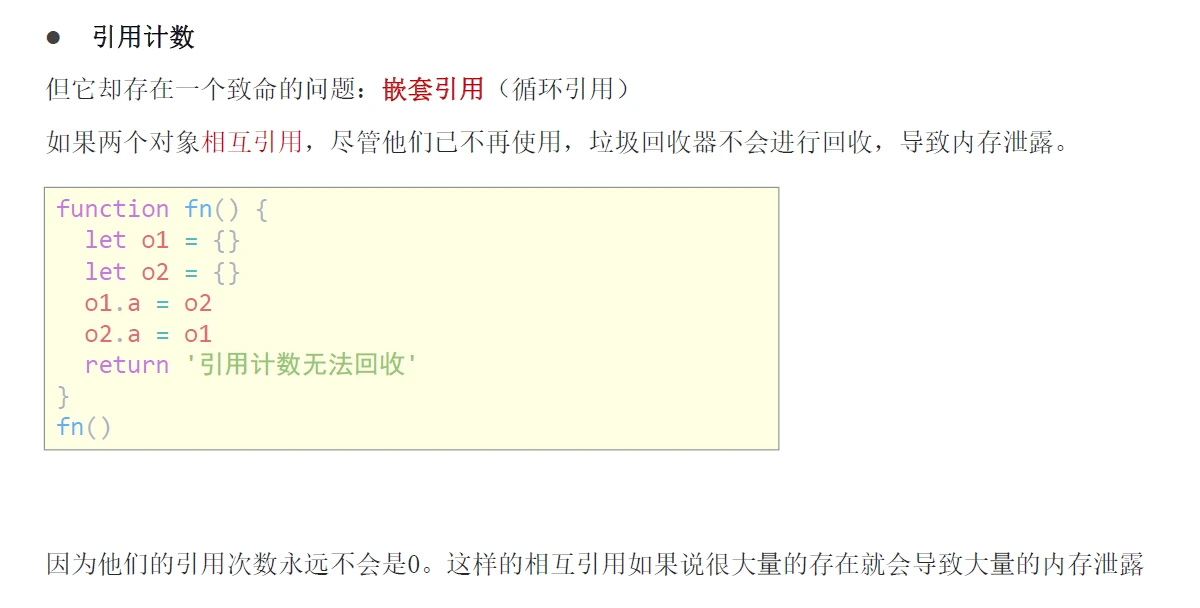 ● 引用计数
但它却存在一个致命的问题：嵌套引用（循环引用）
如果两个对象相互引用，尽管他们已不再使用，垃圾回收器不会进行回收，导致内存泄露。
function fn() {
  let o1 = {}
  let o2 = {}
  o1.a = o2
  o2.a = o1
  return '引用计数无法回收'
}
fn()
因为他们的引用次数永远不会是0。这样的相互引用如果说很大量的存在就会导致大量的内存泄露